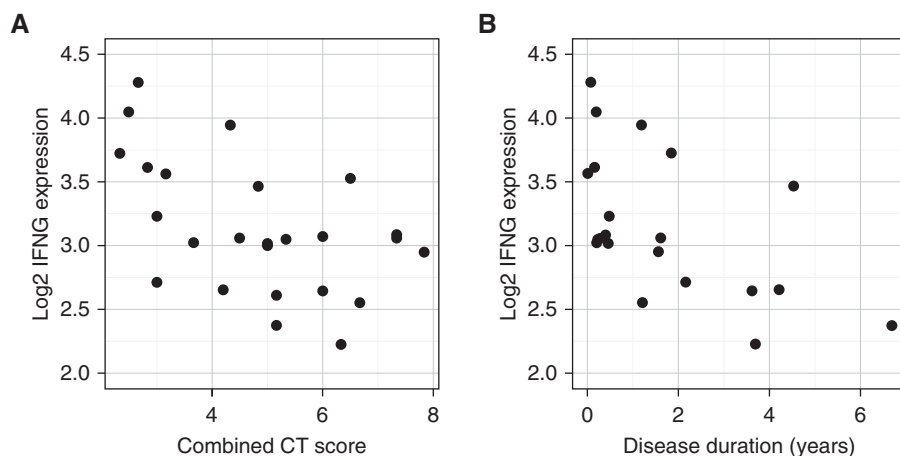 A
4.5
4.0
3.5
3.0
2.5
2.0
Log2 IFNG expression
4 6 8
Combined CT score
B
4.5
4.0
3.5
3.0
2.5
2.0
Log2 IFNG expression
0 2 4 6
Disease duration (years)